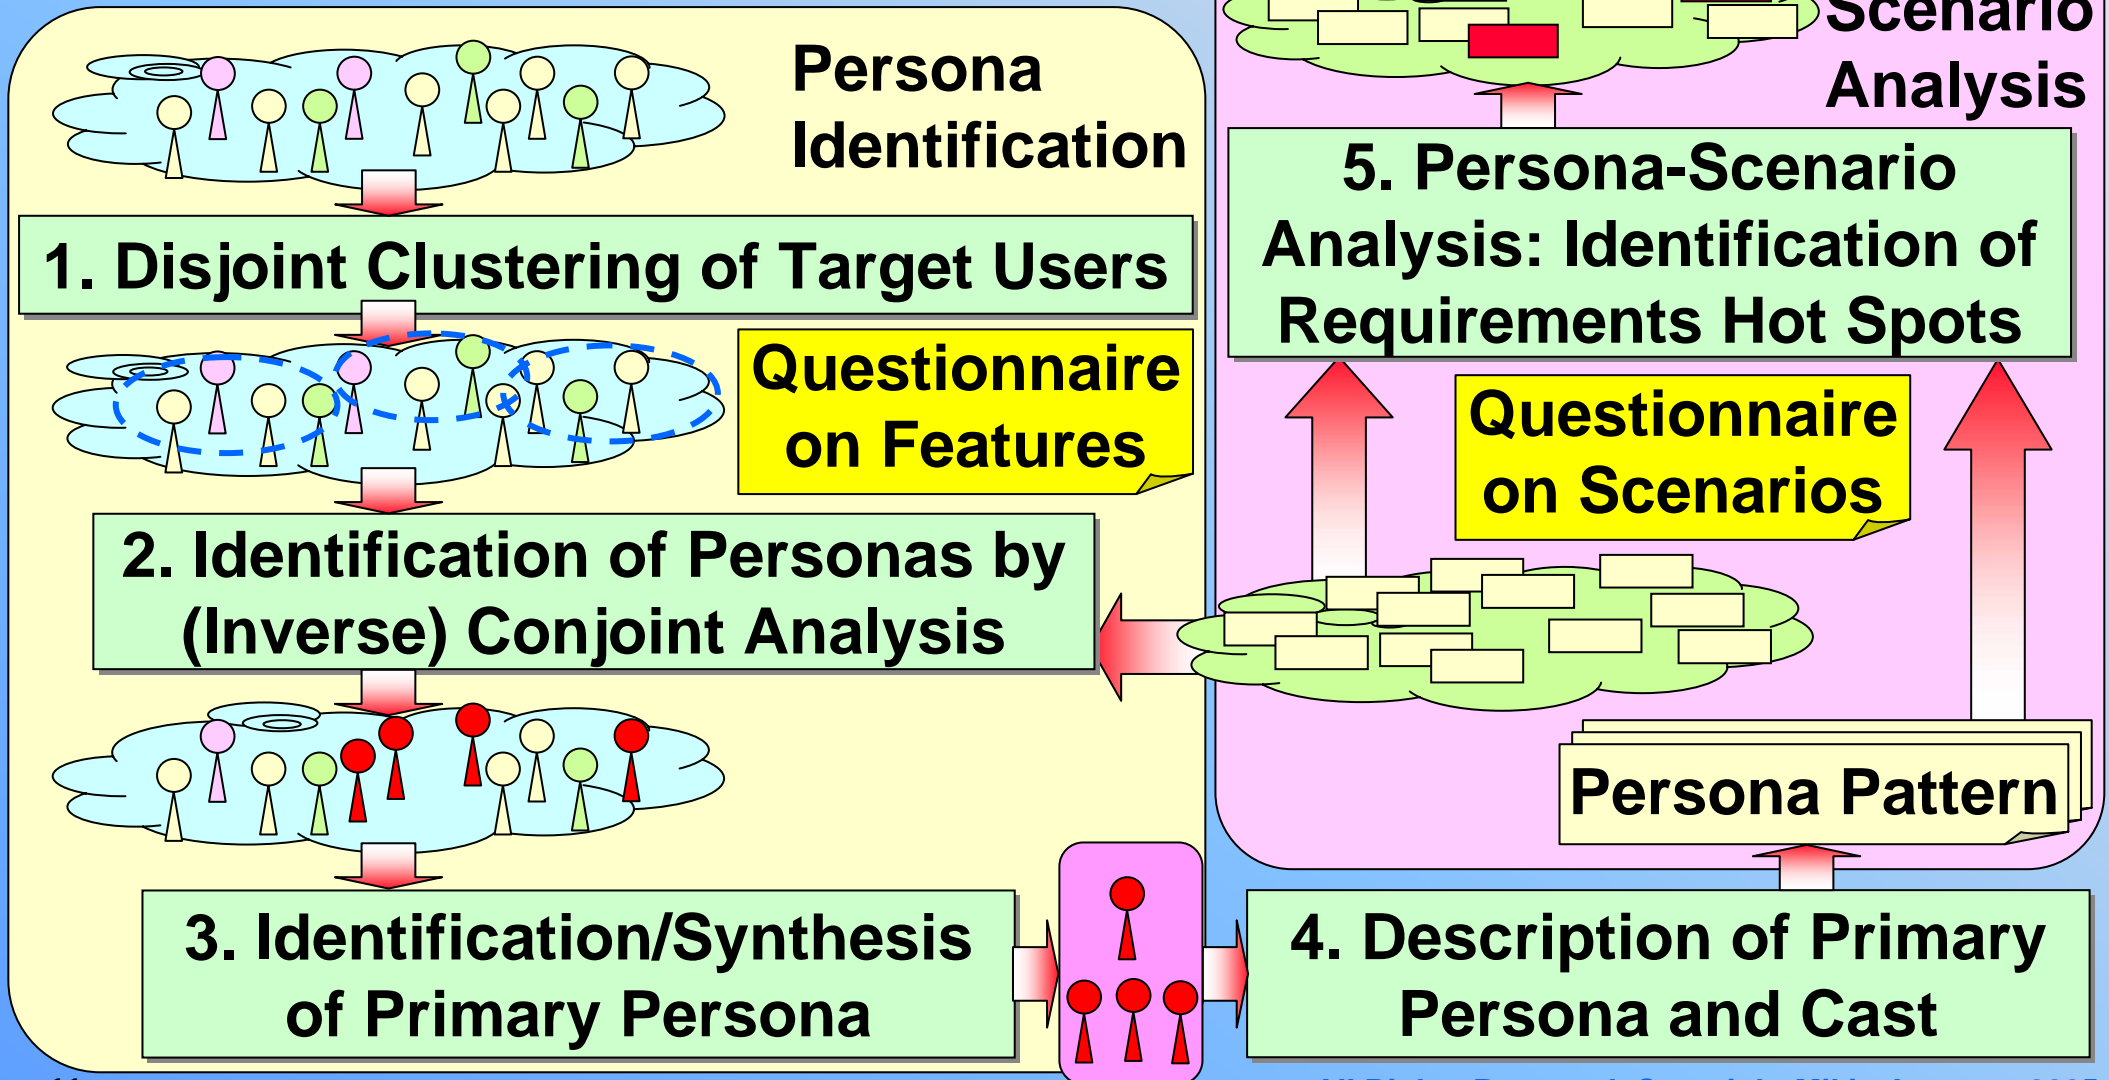 Persona
Identification
1. Disjoint Clustering of Target Users
Questionnaire
on Features
2. Identification of Personas by
(Inverse) Conjoint Analysis
3. Identification/Synthesis
of Primary Persona
4. Description of Primary
Persona and Cast
Persona Pattern
Questionnaire
on Scenarios
5. Persona-Scenario
Analysis: Identification of
Requirements Hot Spots
Scenario
Analysis